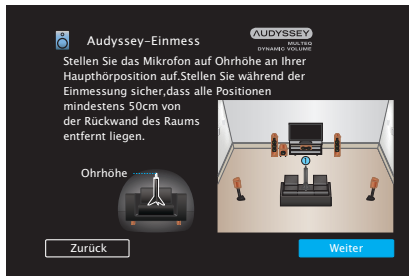 Audyssey-Einmess
AUDYSSEY
MULTEQ
DYNAMIC VOLUME
Stellen Sie das Mikrofon auf Ohrhöhe an Ihrer
Haupthörposition auf.Stellen Sie während der
Einmessung sicher,dass alle Positionen
mindestens 50cm von
der Rückwand des Raums
entfernt liegen.
Ohrhöhe
1
Zurück
Weiter